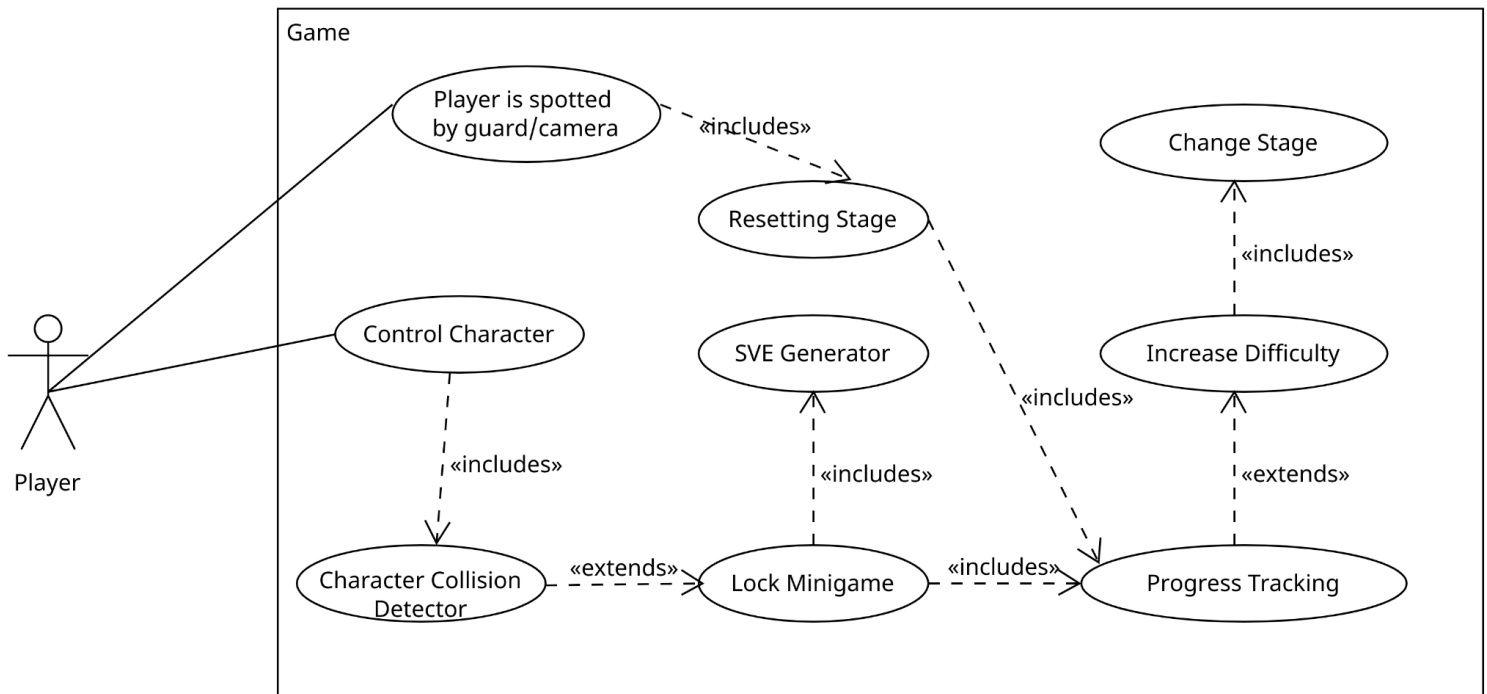 Game
Player is spotted
by guard/camera
«includes»
Change Stage
Resetting Stage
«includes»
Control Character
SVE Generator
Increase Difficulty
«includes»
«includes»
«includes»
«extends»
Player
«extends»
«includes»
Character Collision
Detector
Lock Minigame
Progress Tracking